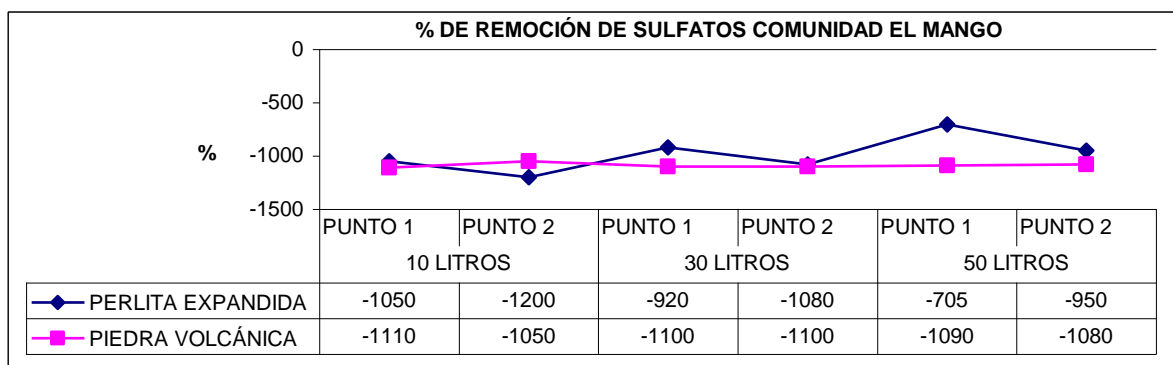 % DE REMOCIÓN DE SULFATOS COMUNIDAD EL MANGO
0
-500
-1000
-1500
%
PUNTO 1 PUNTO 2 PUNTO 1 PUNTO 2 PUNTO 1 PUNTO 2
10 LITROS 30 LITROS 50 LITROS
PERLITA EXPANDIDA -1050 -1200 -920 -1080 -705 -950
PIEDRA VOLCÁNICA -1110 -1050 -1100 -1100 -1090 -1080